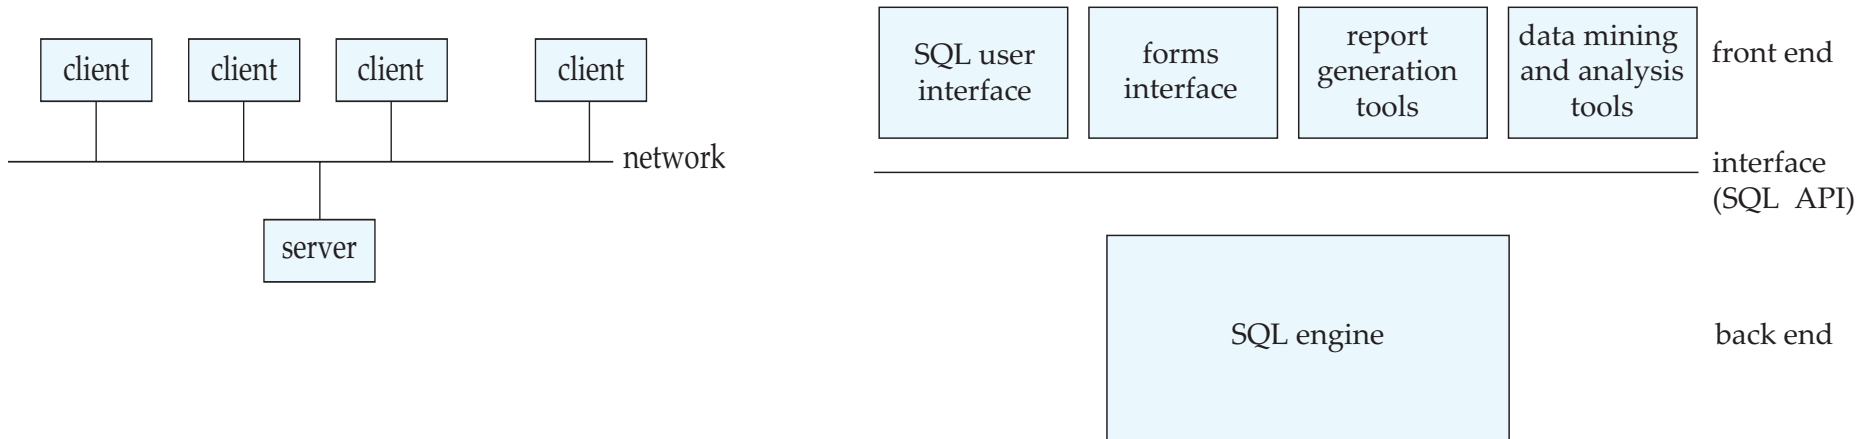 client
client
client
client
network
server
SQL user
interface
forms
interface
report
generation
tools
data mining
and analysis
tools
front end
interface
(SQL API)
SQL engine
back end